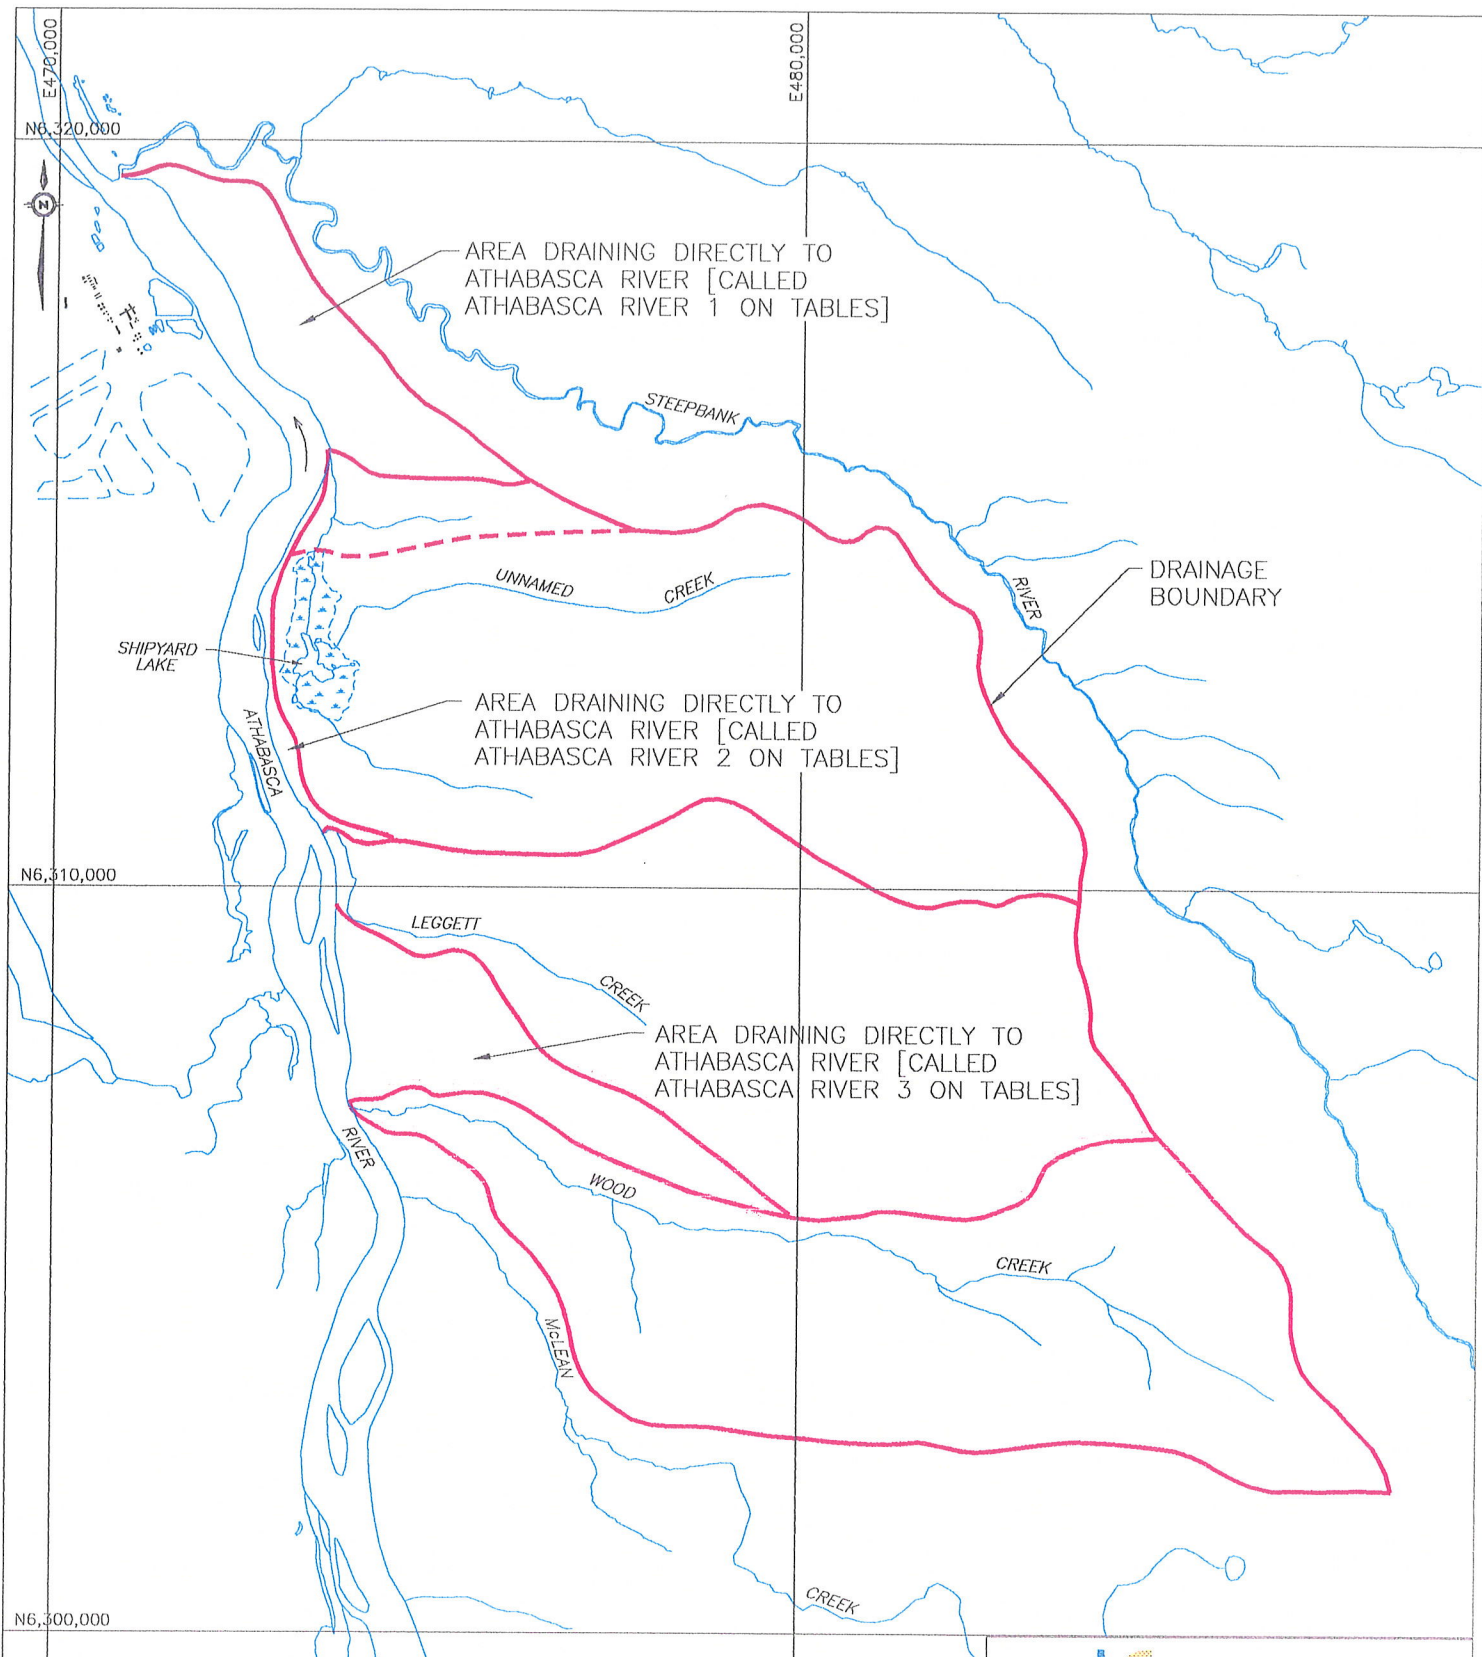 E470,000
E480,000
N6,320,000
N
AREA DRAINING DIRECTLY TO
ATHABASCA RIVER [CALLED
ATHABASCA RIVER 1 ON TABLES]
STEEPBANK
RIVER
DRAINAGE
BOUNDARY
UNNAMED CREEK
SHIPYARD
LAKE
AREA DRAINING DIRECTLY TO
ATHABASCA RIVER [CALLED
ATHABASCA RIVER 2 ON TABLES]
ATHABASCA
N6,310,000
LEGGETT
CREEK
AREA DRAINING DIRECTLY TO
ATHABASCA RIVER [CALLED
ATHABASCA RIVER 3 ON TABLES]
RIVER
WOOD
CREEK
McLEAN
CREEK
N6,300,000